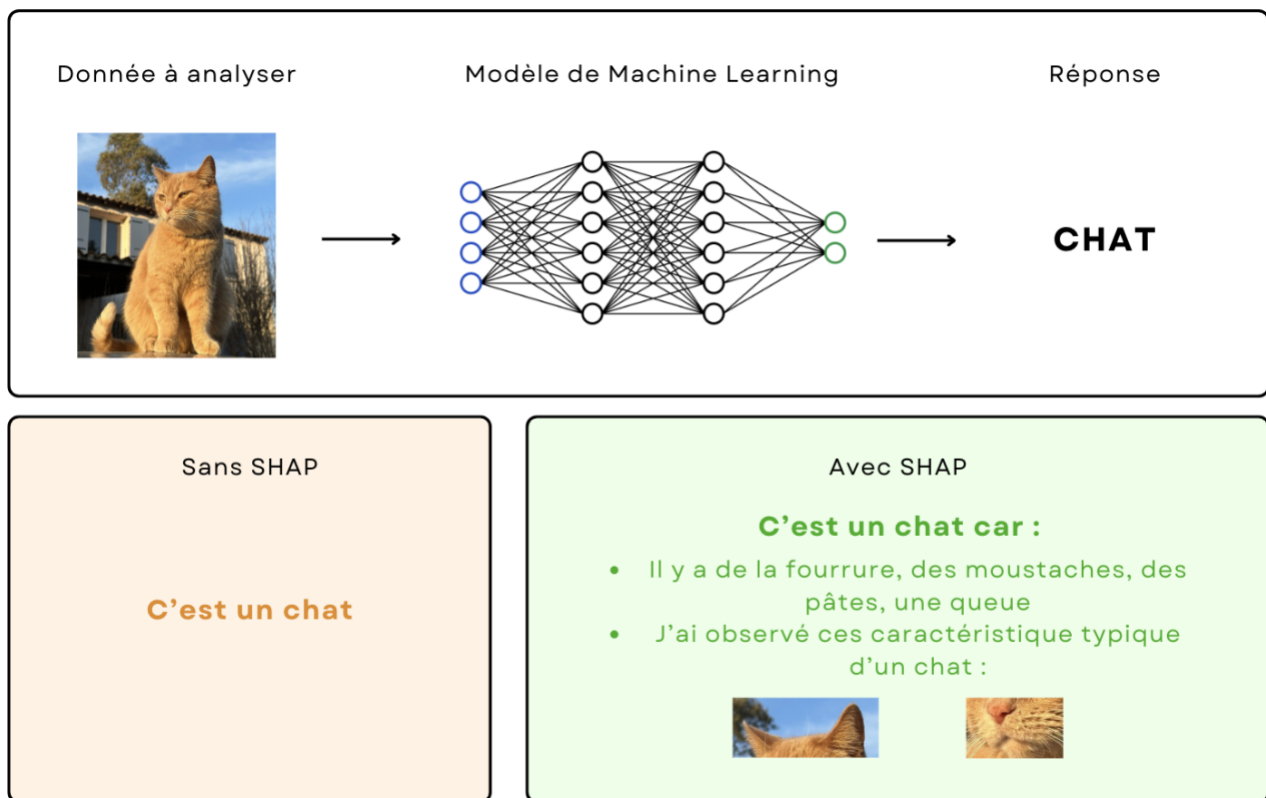 Donnée à analyser
Modèle de Machine Learning
Réponse
CHAT
Sans SHAP
C'est un chat
Avec SHAP
C'est un chat car :
• Il y a de la fourrure, des moustaches, des
pâtes, une queue
• J'ai observé ces caractéristique typique
d'un chat :